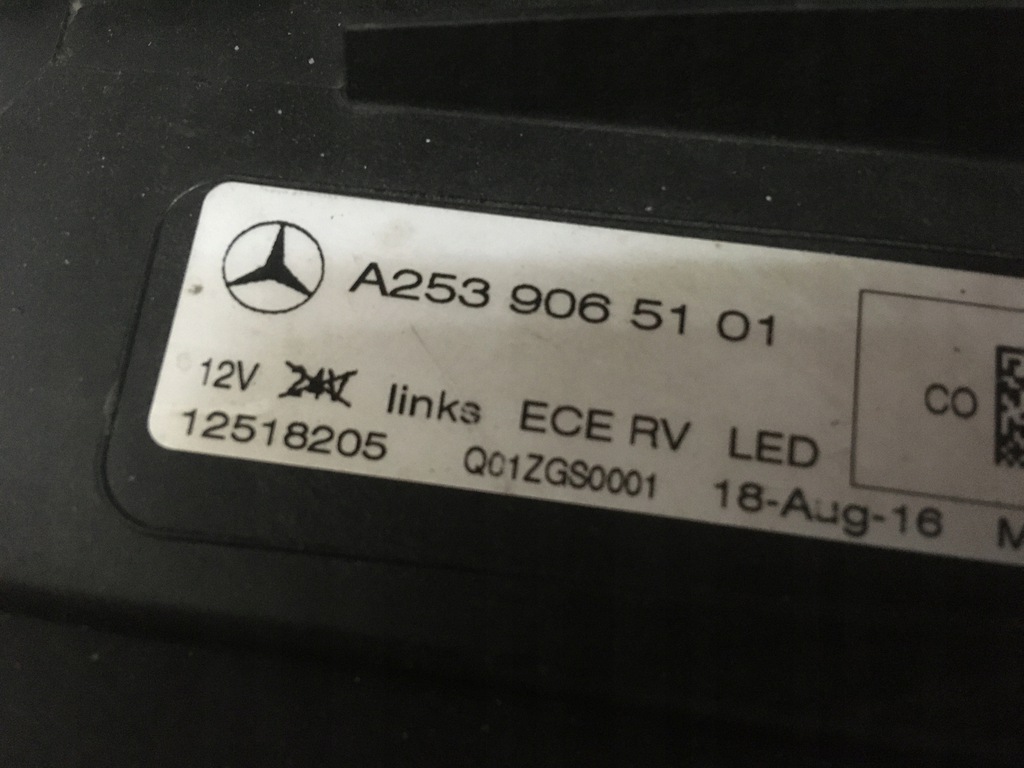 A253 906 51 01
CO
12V 24V links ECE RV LED
12518205 Q01ZGS0001 18-Aug-16 M